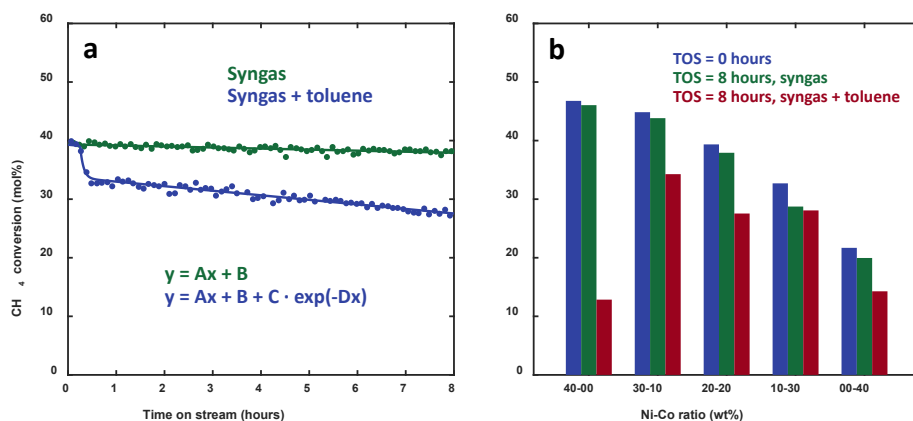 a
Syngas
Syngas + toluene
y = Ax + B
y = Ax + B + C · exp(-Dx)
60
50
40
30
20
10
0
CH 4 conversion (mol%)
0 1 2 3 4 5 6 7 8
Time on stream (hours)
b
TOS = 0 hours
TOS = 8 hours, syngas
TOS = 8 hours, syngas + toluene
60
50
40
30
20
10
0
40-00 30-10 20-20 10-30 00-40
Ni-Co ratio (wt%)